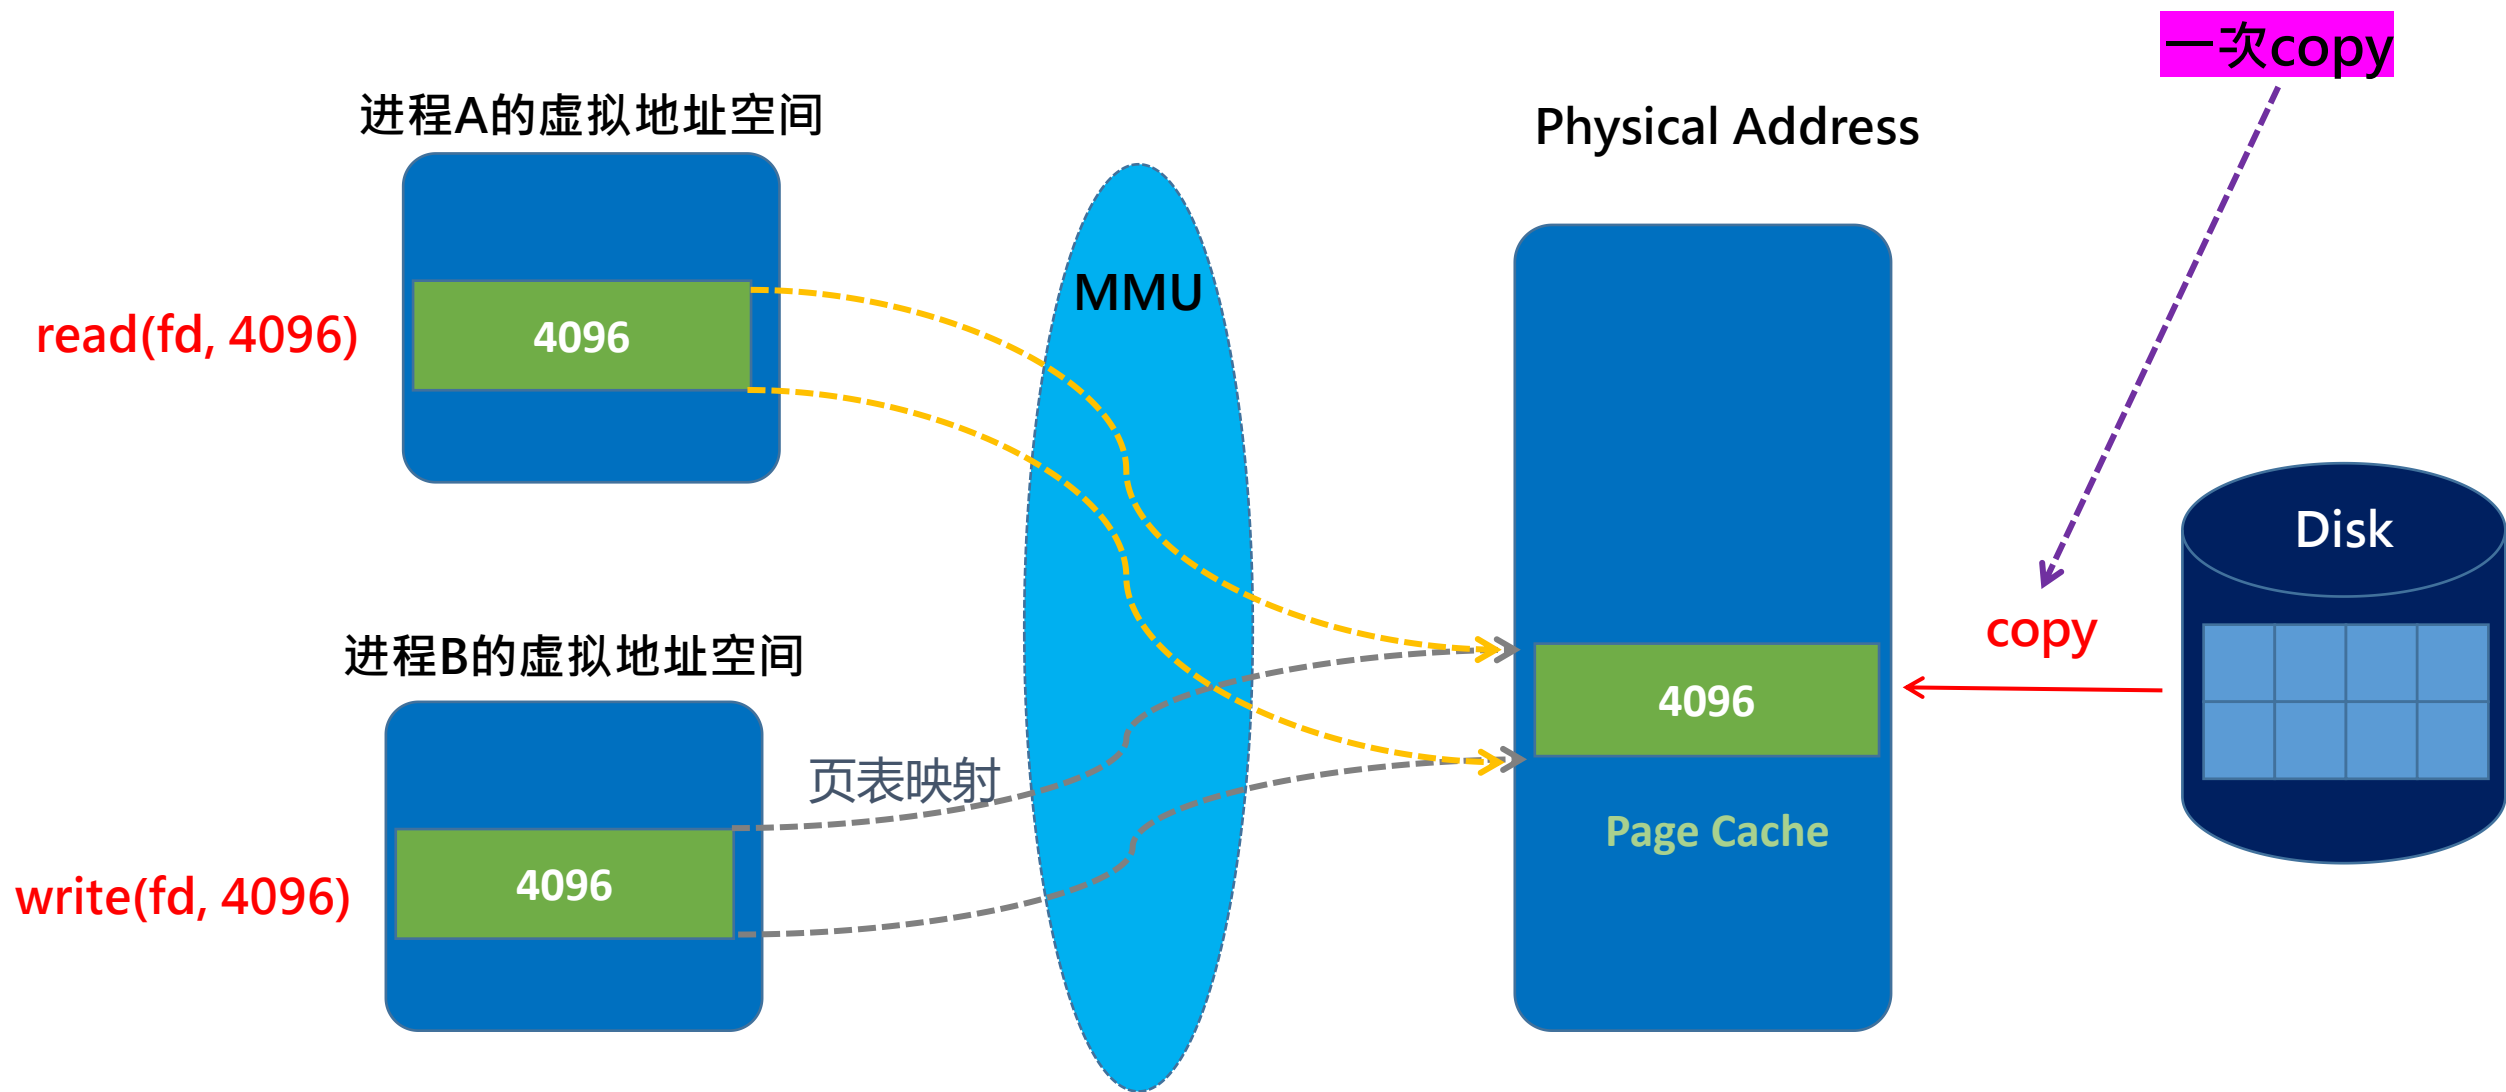 一次copy
进程A的虚拟地址空间
Physical Address
MMU
read(fd, 4096)
4096
Disk
copy
进程B的虚拟地址空间
4096
页表映射
Page Cache
write(fd, 4096)
4096